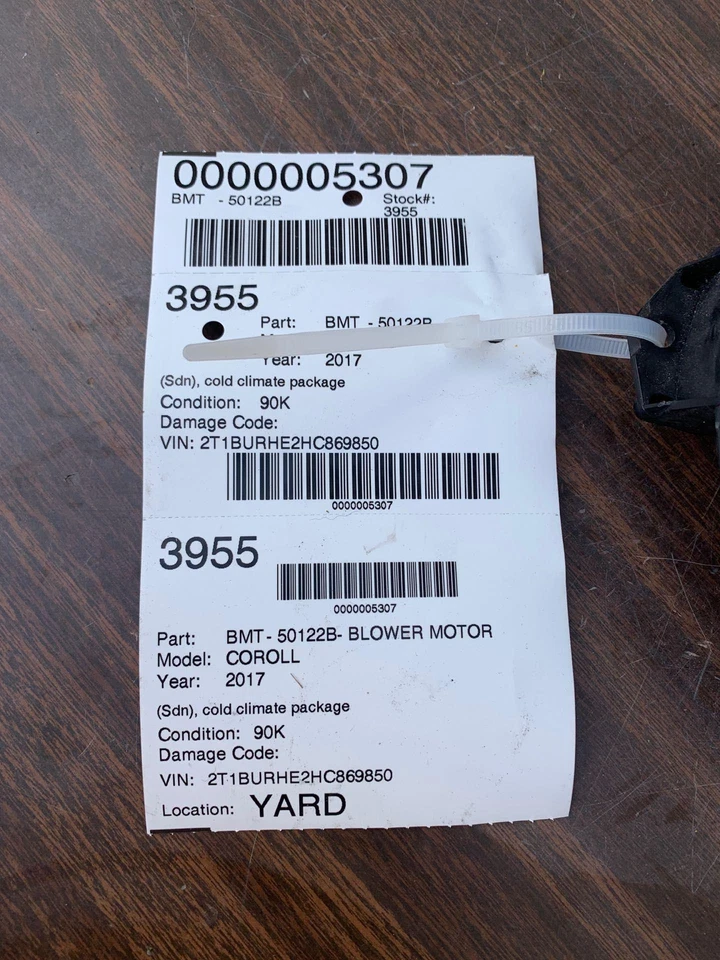 0000005307
BMT - 50122B Stock#:
3955
3955
Part: BMT - 50122B
Year: 2017
(Sdn), cold climate package
Condition: 90K
Damage Code:
VIN: 2T1BURHE2HC869850
0000005307
3955
0000005307
Part: BMT - 50122B- BLOWER MOTOR
Model: COROLL
Year: 2017
(Sdn), cold climate package
Condition: 90K
Damage Code:
VIN: 2T1BURHE2HC869850
Location: YARD